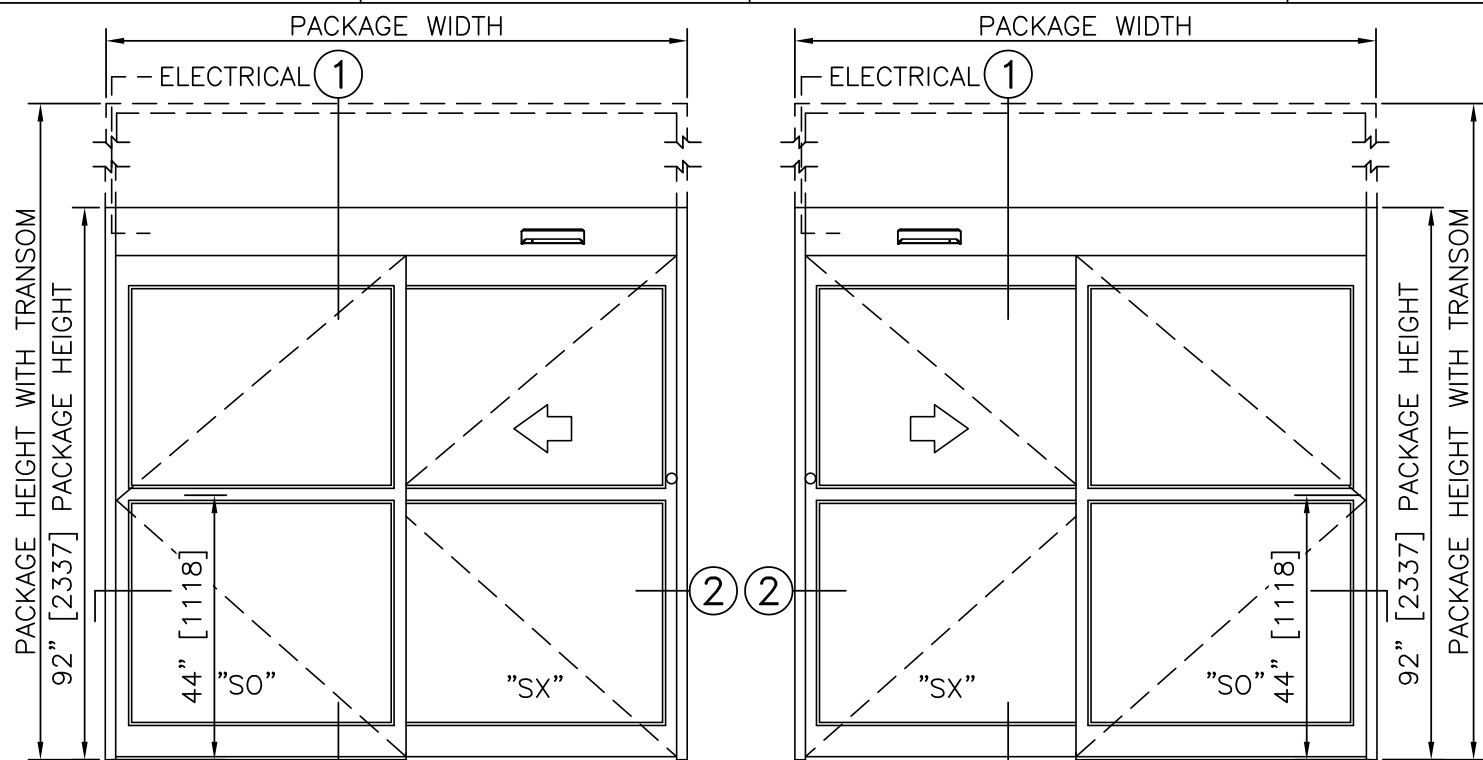 PACKAGE WIDTH
PACKAGE WIDTH
ELECTRICAL 1
ELECTRICAL 1
PACKAGE HEIGHT WITH TRANSOM
92” [2337] PACKAGE HEIGHT
44” [1118]
”SO”
”SX”
2
2
”SX”
”SO”
44” [1118]
92” [2337] PACKAGE HEIGHT
PACKAGE HEIGHT WITH TRANSOM